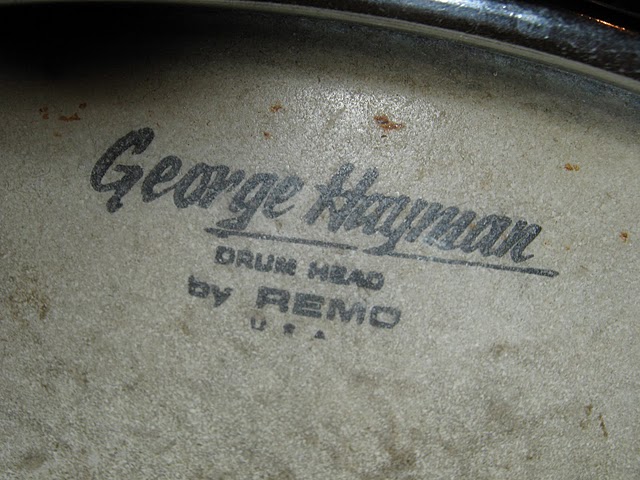 George Hayman
DRUM HEAD
by REMO
U S A